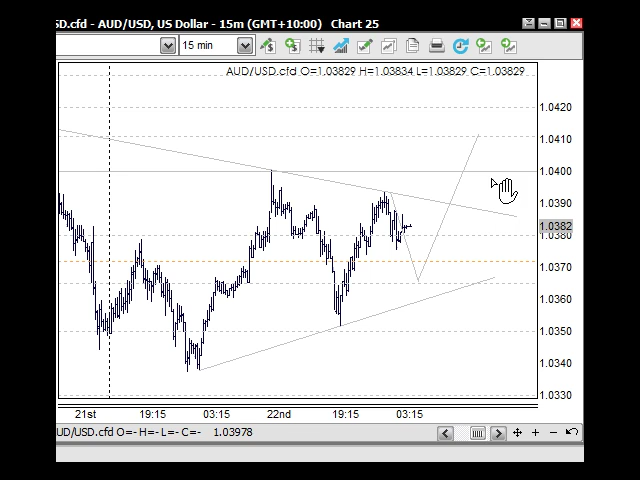 SD.cfd - AUD/USD, US Dollar - 15m (GMT+10:00) Chart 25
15 min
AUD/USD.cfd O=1.03829 H=1.03834 L=1.03829 C=1.03829
1.0420
1.0410
1.0400
1.0390
1.0382
1.0380
1.0370
1.0360
1.0350
1.0340
1.0330
21st 19:15 03:15 22nd 19:15 03:15
UD/USD.cfd O=- H=- L=- C=- 1.03978